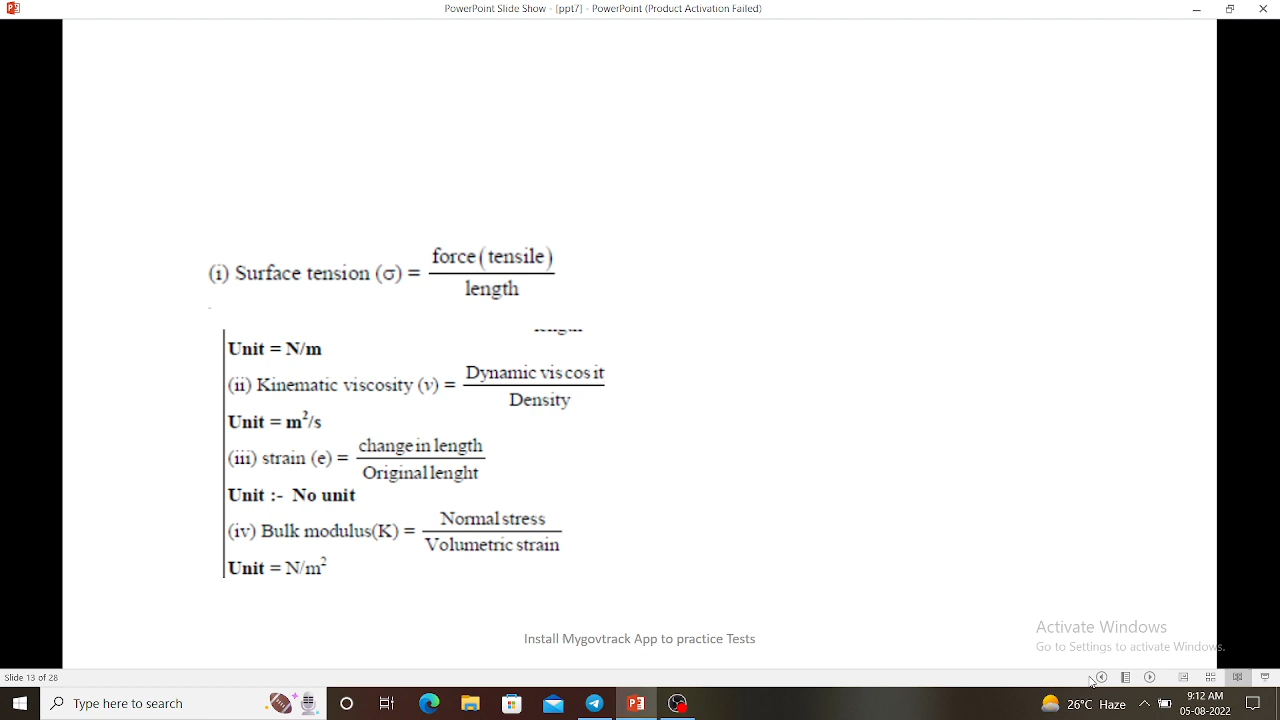 PowerPoint Slide Show - [ppt7] - PowerPoint (Product Activation Failed)
(i) Surface tension (σ) = force(tensile) / length
Unit = N/m
(ii) Kinematic viscosity (v) = Dynamic viscosit / Density
Unit = m²/s
(iii) strain (e) = change in length / Original lenght
Unit :- No unit
(iv) Bulk modulus(K) = Normal stress / Volumetric strain
Unit = N/m²
Install Mygovtrack App to practice Tests
Activate Windows
Go to Settings to activate Windows.
Slide 13 of 28
Type here to search
26°C Haze
9:12 AM
05-08-2022